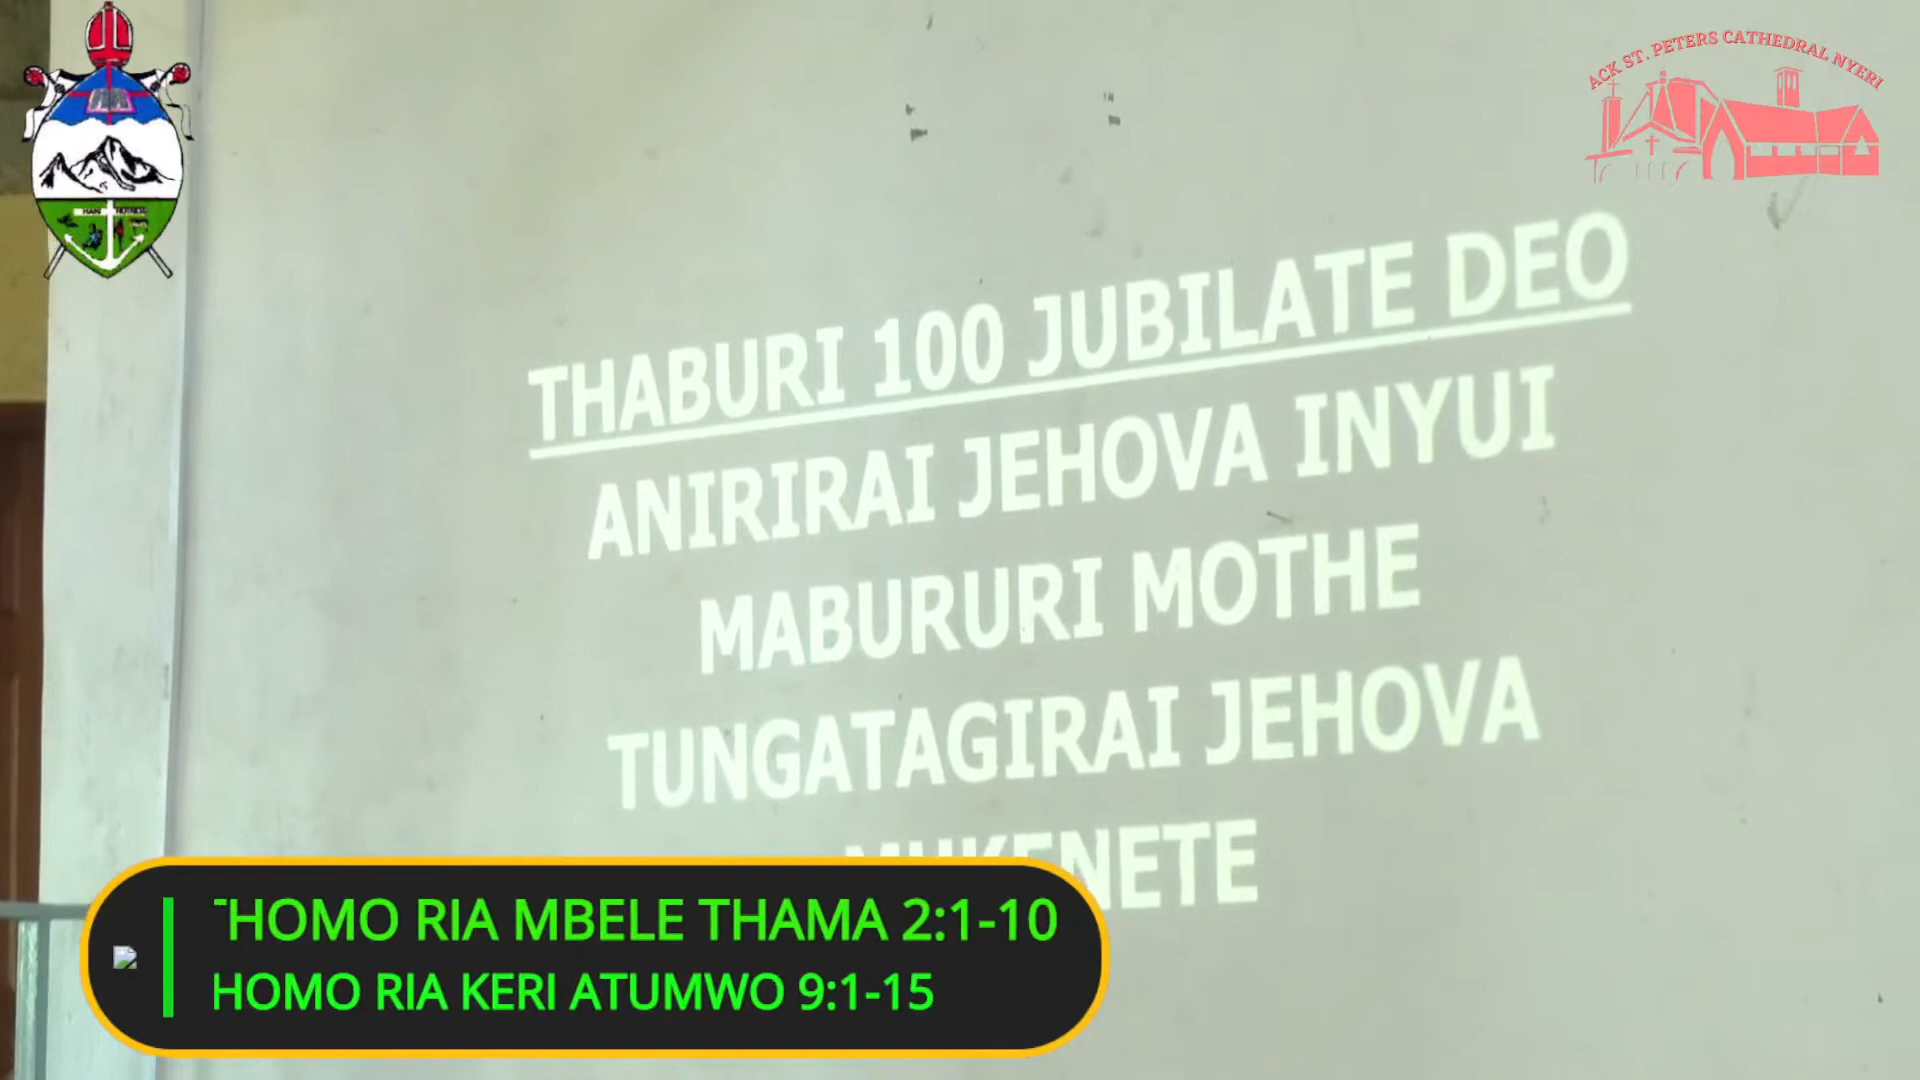 ACK ST. PETERS CATHEDRAL NYERI
THABURI 100 JUBILATE DEO
ANIRIRAI JEHOVA INYUI
MABURURI MOTHE
TUNGATAGIRAI JEHOVA
MUKENETE
HOMO RIA MBELE THAMA 2:1-10
HOMO RIA KERI ATUMWO 9:1-15